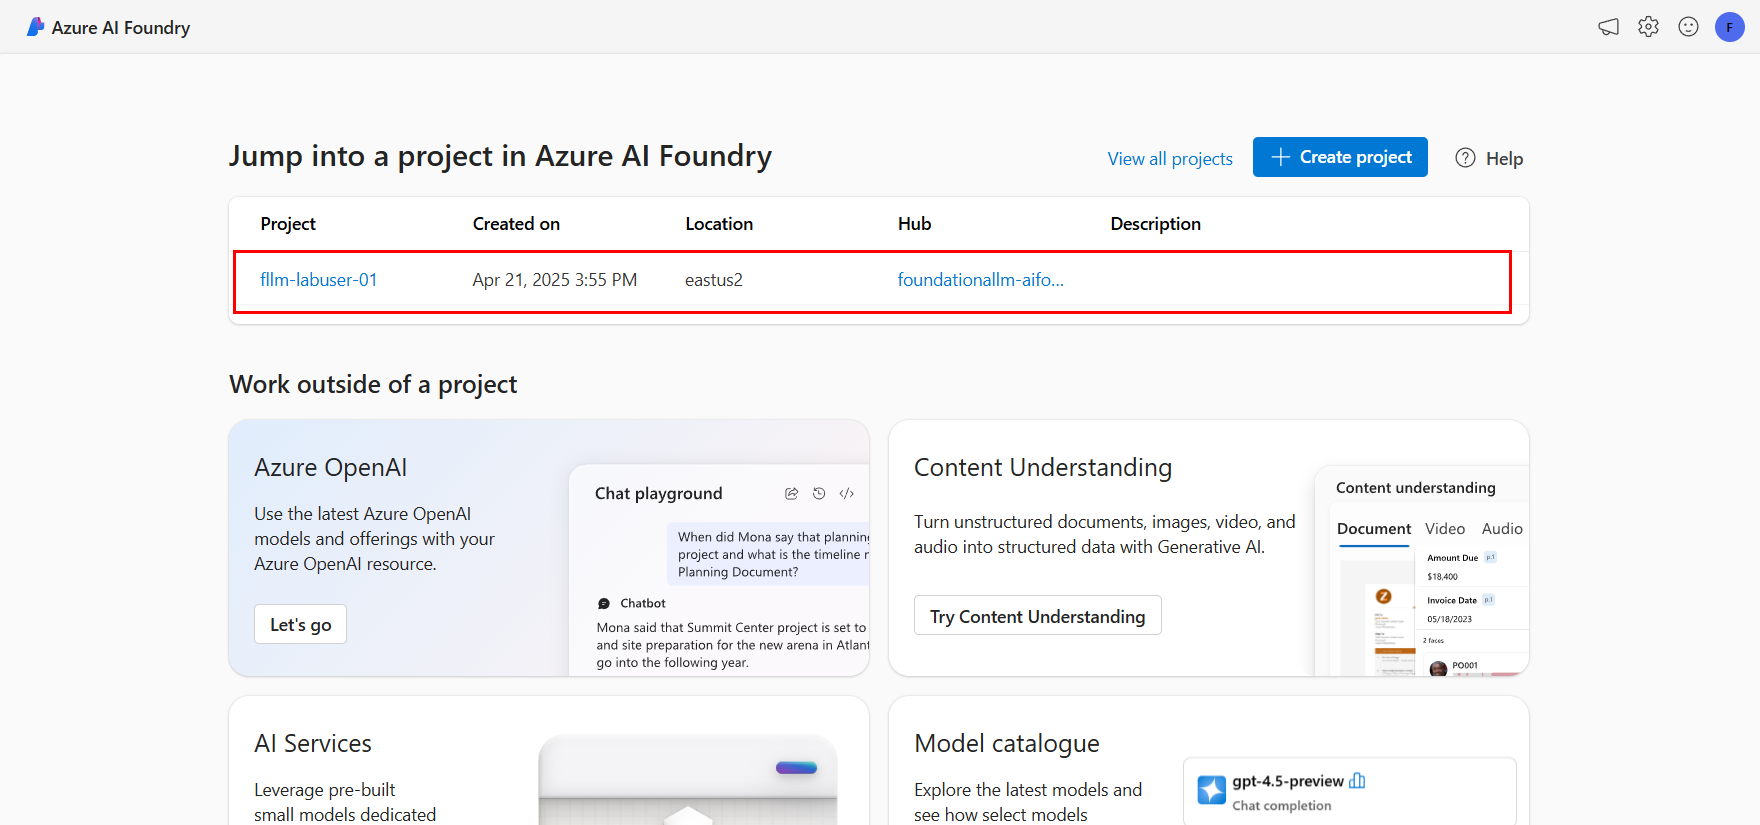 Azure AI Foundry
F
Jump into a project in Azure AI Foundry
View all projects
Create project
Help
Project Created on Location Hub Description
fllm-labuser-01 Apr 21, 2025 3:55 PM eastus2 foundationallm-aifo...
Work outside of a project
Azure OpenAI
Use the latest Azure OpenAI
models and offerings with your
Azure OpenAI resource.
Let's go
Chat playground
When did Mona say that planning
project and what is the timeline
Planning Document?
Chatbot
Mona said that Summit Center project is set to
and site preparation for the new arena in Atlant
go into the following year.
Content Understanding
Turn unstructured documents, images, video, and
audio into structured data with Generative AI.
Try Content Understanding
Content understanding
Document Video Audio
Amount Due p.1
$18,400
Invoice Date p.1
05/18/2023
2 faces
PO001
AI Services
Leverage pre-built
small models dedicated
Model catalogue
Explore the latest models and
see how select models
gpt-4.5-preview
Chat completion